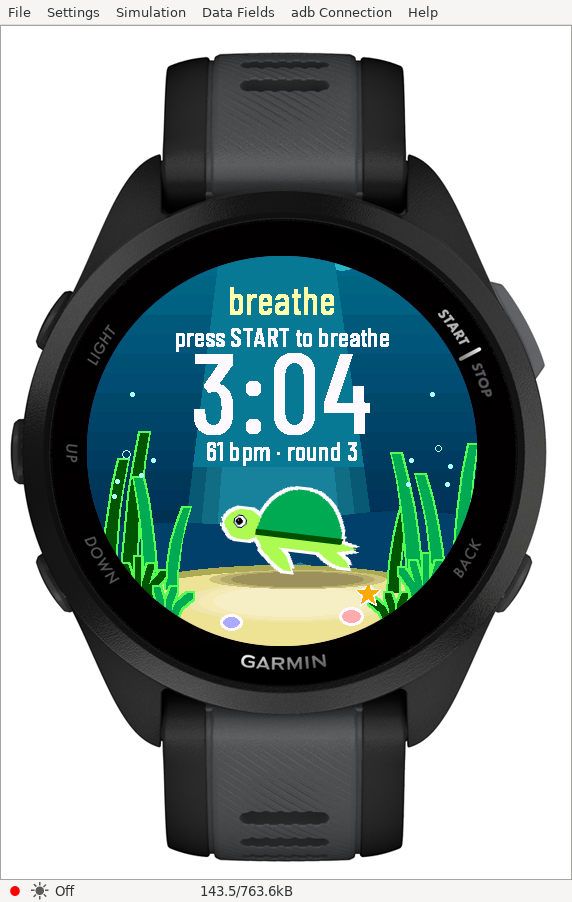 File Settings Simulation Data Fields adb Connection Help
breathe
press START to breathe
3:04
61 bpm · round 3
LIGHT
UP
DOWN
START
STOP
BACK
GARMIN
Off 143.5/763.6kB